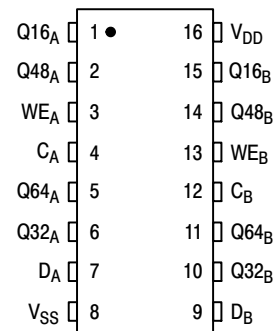 Q16A 1 16 VDD
Q48A 2 15 Q16B
WEA 3 14 Q48B
CA 4 13 WEB
Q64A 5 12 CB
Q32A 6 11 Q64B
DA 7 10 Q32B
VSS 8 9 DB